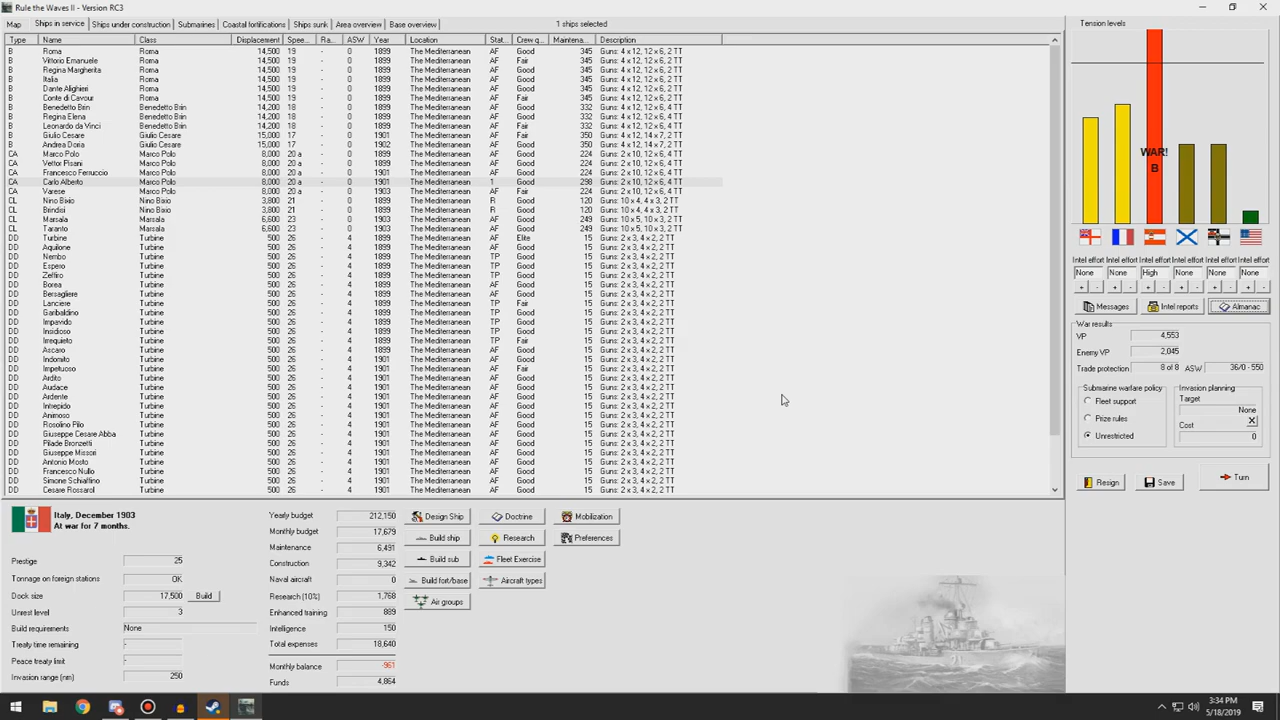 Rule the Waves II - Version RC3
Map Ships in service Ships under construction Submarines Coastal fortifications Ships sunk Area overview Base overview 1 ships selected
Type Name Class Displacement Spee... Ra... ASW Year Location Stat... Crew q... Maintena... Description
B Roma Roma 14,500 19 - 0 1899 The Mediterranean AF Good 345 Guns: 4 x 12, 12 x 6, 2 TT
B Vittorio Emanuele Roma 14,500 19 - 0 1899 The Mediterranean AF Fair 345 Guns: 4 x 12, 12 x 6, 2 TT
B Regina Margherita Roma 14,500 19 - 0 1899 The Mediterranean AF Good 345 Guns: 4 x 12, 12 x 6, 2 TT
B Italia Roma 14,500 19 - 0 1899 The Mediterranean AF Good 345 Guns: 4 x 12, 12 x 6, 2 TT
B Dante Alighieri Roma 14,500 19 - 0 1899 The Mediterranean AF Good 345 Guns: 4 x 12, 12 x 6, 2 TT
B Conte di Cavour Roma 14,500 19 - 0 1899 The Mediterranean AF Fair 345 Guns: 4 x 12, 12 x 6, 2 TT
B Benedetto Brin Benedetto Brin 14,200 18 - 0 1899 The Mediterranean AF Good 332 Guns: 4 x 12, 12 x 6, 2 TT
B Regina Elena Benedetto Brin 14,200 18 - 0 1899 The Mediterranean AF Good 332 Guns: 4 x 12, 12 x 6, 2 TT
B Leonardo da Vinci Benedetto Brin 14,200 18 - 0 1899 The Mediterranean AF Fair 332 Guns: 4 x 12, 12 x 6, 2 TT
B Giulio Cesare Giulio Cesare 15,000 17 - 0 1901 The Mediterranean AF Fair 350 Guns: 4 x 12, 14 x 7, 2 TT
B Andrea Doria Giulio Cesare 15,000 17 - 0 1902 The Mediterranean AF Good 350 Guns: 4 x 12, 14 x 7, 2 TT
CA Marco Polo Marco Polo 8,000 20 a - 0 1899 The Mediterranean AF Good 224 Guns: 2 x 10, 12 x 6, 4 TT
CA Vettor Pisani Marco Polo 8,000 20 a - 0 1899 The Mediterranean AF Good 224 Guns: 2 x 10, 12 x 6, 4 TT
CA Francesco Ferruccio Marco Polo 8,000 20 a - 0 1901 The Mediterranean AF Good 224 Guns: 2 x 10, 12 x 6, 4 TT
CA Carlo Alberto Marco Polo 8,000 20 a - 0 1901 The Mediterranean 1 Good 298 Guns: 2 x 10, 12 x 6, 4 TT
CA Varese Marco Polo 8,000 20 a - 0 1903 The Mediterranean AF Fair 224 Guns: 2 x 10, 12 x 6, 4 TT
CL Nino Bixio Nino Bixio 3,800 21 - 0 1899 The Mediterranean R Good 120 Guns: 10 x 4, 4 x 3, 2 TT
CL Brindisi Nino Bixio 3,800 21 - 0 1899 The Mediterranean R Good 120 Guns: 10 x 4, 4 x 3, 2 TT
CL Marsala Marsala 6,600 23 - 0 1903 The Mediterranean AF Good 249 Guns: 10 x 5, 10 x 3, 2 TT
CL Taranto Marsala 6,600 23 - 0 1903 The Mediterranean AF Good 249 Guns: 10 x 5, 10 x 3, 2 TT
DD Turbine Turbine 500 26 - 4 1899 The Mediterranean AF Elite 15 Guns: 2 x 3, 4 x 2, 2 TT
DD Aquilone Turbine 500 26 - 4 1899 The Mediterranean AF Good 15 Guns: 2 x 3, 4 x 2, 2 TT
DD Nembo Turbine 500 26 - 4 1899 The Mediterranean TP Good 15 Guns: 2 x 3, 4 x 2, 2 TT
DD Espero Turbine 500 26 - 4 1899 The Mediterranean TP Good 15 Guns: 2 x 3, 4 x 2, 2 TT
DD Zeffiro Turbine 500 26 - 4 1899 The Mediterranean TP Good 15 Guns: 2 x 3, 4 x 2, 2 TT
DD Borea Turbine 500 26 - 4 1899 The Mediterranean TP Good 15 Guns: 2 x 3, 4 x 2, 2 TT
DD Bersagliere Turbine 500 26 - 4 1899 The Mediterranean AF Good 15 Guns: 2 x 3, 4 x 2, 2 TT
DD Lanciere Turbine 500 26 - 4 1899 The Mediterranean TP Fair 15 Guns: 2 x 3, 4 x 2, 2 TT
DD Garibaldino Turbine 500 26 - 4 1899 The Mediterranean TP Good 15 Guns: 2 x 3, 4 x 2, 2 TT
DD Impavido Turbine 500 26 - 4 1899 The Mediterranean TP Good 15 Guns: 2 x 3, 4 x 2, 2 TT
DD Insidioso Turbine 500 26 - 4 1899 The Mediterranean TP Good 15 Guns: 2 x 3, 4 x 2, 2 TT
DD Irrequieto Turbine 500 26 - 4 1899 The Mediterranean TP Fair 15 Guns: 2 x 3, 4 x 2, 2 TT
DD Ascaro Turbine 500 26 - 4 1899 The Mediterranean AF Good 15 Guns: 2 x 3, 4 x 2, 2 TT
DD Indomito Turbine 500 26 - 4 1901 The Mediterranean AF Good 15 Guns: 2 x 3, 4 x 2, 2 TT
DD Impetuoso Turbine 500 26 - 4 1901 The Mediterranean AF Fair 15 Guns: 2 x 3, 4 x 2, 2 TT
DD Ardito Turbine 500 26 - 4 1901 The Mediterranean AF Good 15 Guns: 2 x 3, 4 x 2, 2 TT
DD Audace Turbine 500 26 - 4 1901 The Mediterranean AF Good 15 Guns: 2 x 3, 4 x 2, 2 TT
DD Ardente Turbine 500 26 - 4 1901 The Mediterranean AF Good 15 Guns: 2 x 3, 4 x 2, 2 TT
DD Intrepido Turbine 500 26 - 4 1901 The Mediterranean AF Good 15 Guns: 2 x 3, 4 x 2, 2 TT
DD Animoso Turbine 500 26 - 4 1901 The Mediterranean AF Good 15 Guns: 2 x 3, 4 x 2, 2 TT
DD Rosolino Pilo Turbine 500 26 - 4 1901 The Mediterranean AF Good 15 Guns: 2 x 3, 4 x 2, 2 TT
DD Giuseppe Cesare Abba Turbine 500 26 - 4 1901 The Mediterranean AF Good 15 Guns: 2 x 3, 4 x 2, 2 TT
DD Pilade Bronzetti Turbine 500 26 - 4 1901 The Mediterranean AF Good 15 Guns: 2 x 3, 4 x 2, 2 TT
DD Giuseppe Missori Turbine 500 26 - 4 1901 The Mediterranean AF Good 15 Guns: 2 x 3, 4 x 2, 2 TT
DD Antonio Mosto Turbine 500 26 - 4 1901 The Mediterranean AF Good 15 Guns: 2 x 3, 4 x 2, 2 TT
DD Francesco Nullo Turbine 500 26 - 4 1901 The Mediterranean AF Good 15 Guns: 2 x 3, 4 x 2, 2 TT
DD Simone Schiaffino Turbine 500 26 - 4 1901 The Mediterranean AF Good 15 Guns: 2 x 3, 4 x 2, 2 TT
DD Cesare Rossarol Turbine 500 26 - 4 1901 The Mediterranean AF Good 15 Guns: 2 x 3, 4 x 2, 2 TT
Tension levels
WAR!
B
Intel effort Intel effort Intel effort Intel effort Intel effort Intel effort
None None High None None None
+ - + - + - + - + - + -
Messages Intel reports Almanac
War results
VP 4,553
Enemy VP 2,045
Trade protection 8 of 8 ASW 36/0 - 550
Submarine warfare policy
Fleet support
Prize rules
Unrestricted
Invasion planning
Target
None
Cost X
0
Resign Save Turn
Italy, December 1903
At war for 7 months.
Prestige 25
Tonnage on foreign stations OK
Dock size 17,500 Build
Unrest level 3
Build requirements None
Treaty time remaining -
Peace treaty limit -
Invasion range (nm) 250
Yearly budget 212,150
Monthly budget 17,679
Maintenance 6,491
Construction 9,342
Naval aircraft 0
Research (10%) 1,768
Enhanced training 889
Intelligence 150
Total expenses 18,640
Monthly balance -961
Funds 4,864
Design Ship Doctrine Mobilization
Build ship Research Preferences
Build sub Fleet Exercise
Build fort/base Aircraft types
Air groups
3:34 PM
5/18/2019